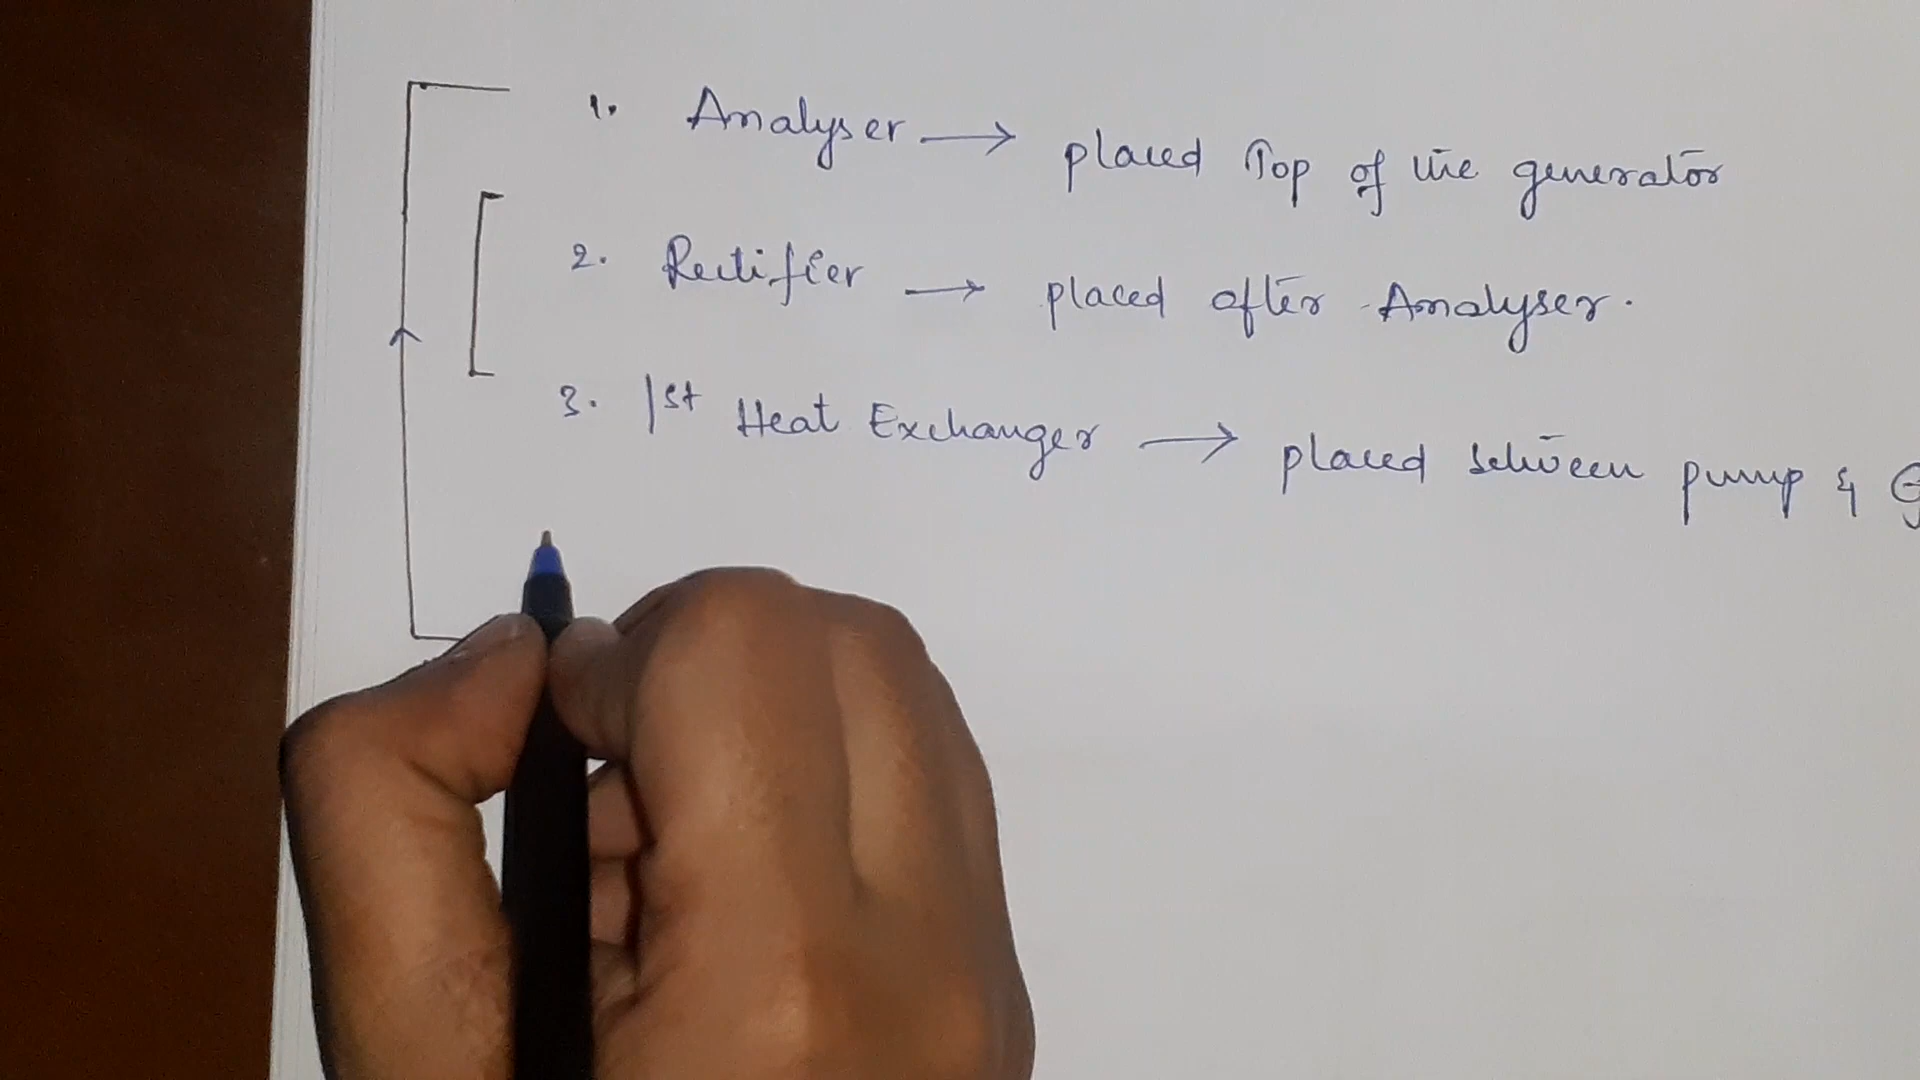 1. Analyser → placed Top of the generator
2. Rectifier → placed after Analyser.
3. 1st Heat Exchanger → placed between pump & G